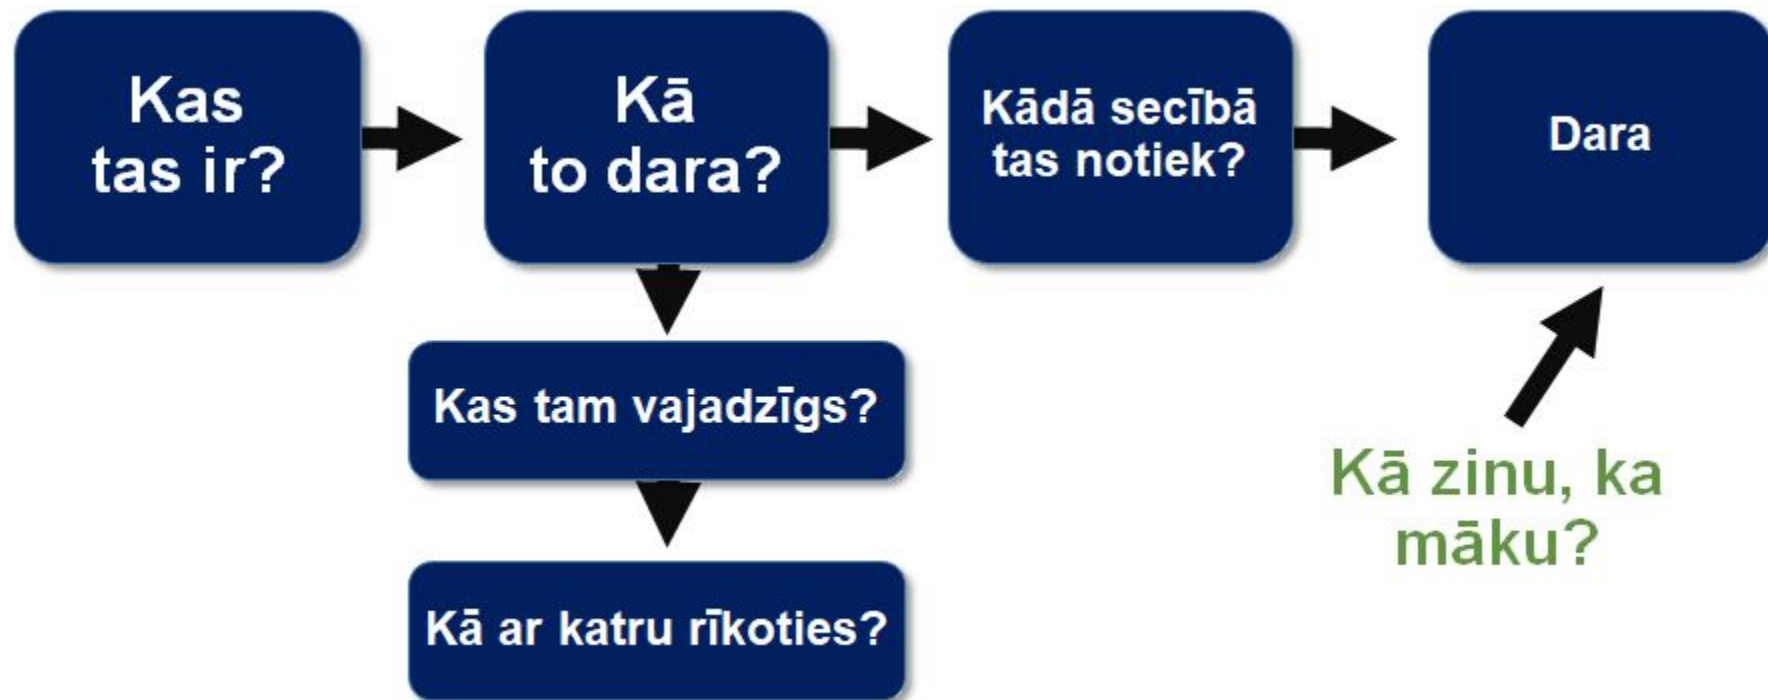 Kas
tas ir?
Kā
to dara?
Kādā secībā
tas notiek?
Dara
Kas tam vajadzīgs?
Kā ar katru rīkoties?
Kā zinu, ka
māku?